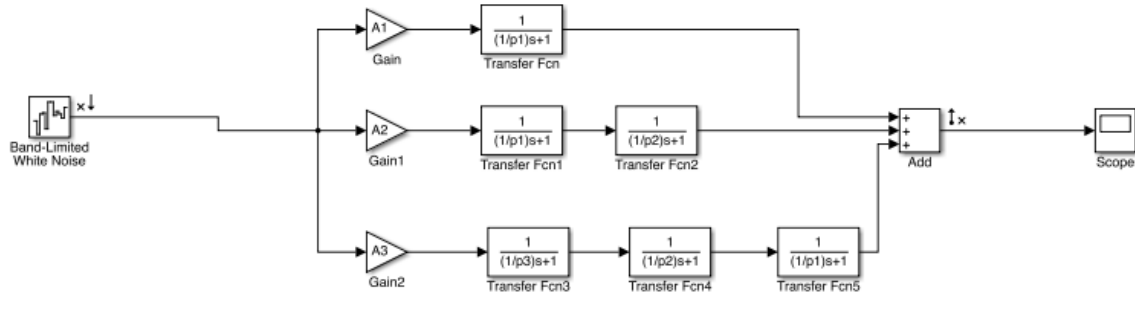 A1
Gain
1
(1/p1)s+1
Transfer Fcn
×
Band-Limited
White Noise
A2
Gain1
1
(1/p1)s+1
Transfer Fcn1
1
(1/p2)s+1
Transfer Fcn2
+
+
+
Add
×
Scope
A3
Gain2
1
(1/p3)s+1
Transfer Fcn3
1
(1/p2)s+1
Transfer Fcn4
1
(1/p1)s+1
Transfer Fcn5